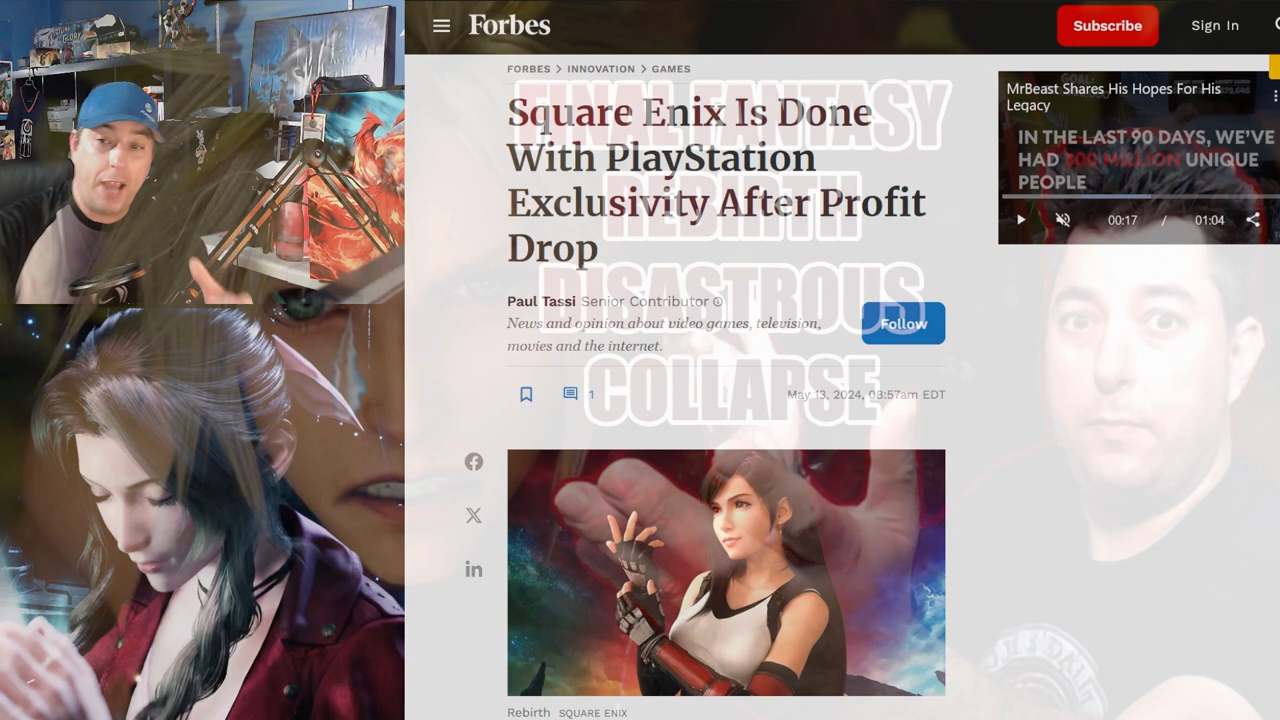 Forbes
Subscribe
Sign In
FORBES > INNOVATION > GAMES
Square Enix Is Done
With PlayStation
Exclusivity After Profit
Drop
Paul Tassi Senior Contributor
News and opinion about video games, television,
movies and the internet.
Follow
1
May 13, 2024, 08:57am EDT
FINAL FANTASY
REBIRTH
DISASTROUS
COLLAPSE
MrBeast Shares His Hopes For His
Legacy
IN THE LAST 90 DAYS, WE'VE
HAD 300 MILLION UNIQUE
PEOPLE
00:17 / 01:04
Rebirth SQUARE ENIX